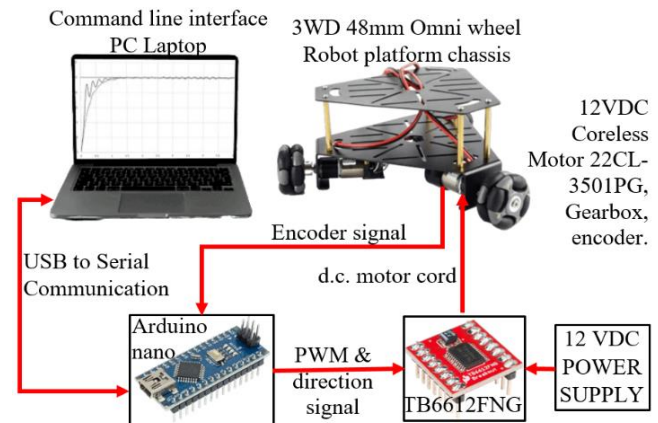 Command line interface
PC Laptop
3WD 48mm Omni wheel
Robot platform chassis
12VDC
Coreless
Motor 22CL-
3501PG,
Gearbox,
encoder.
Encoder signal
USB to Serial
Communication
d.c. motor cord
Arduino
nano
PWM &
direction
signal
TB6612FNG
12 VDC
POWER
SUPPLY